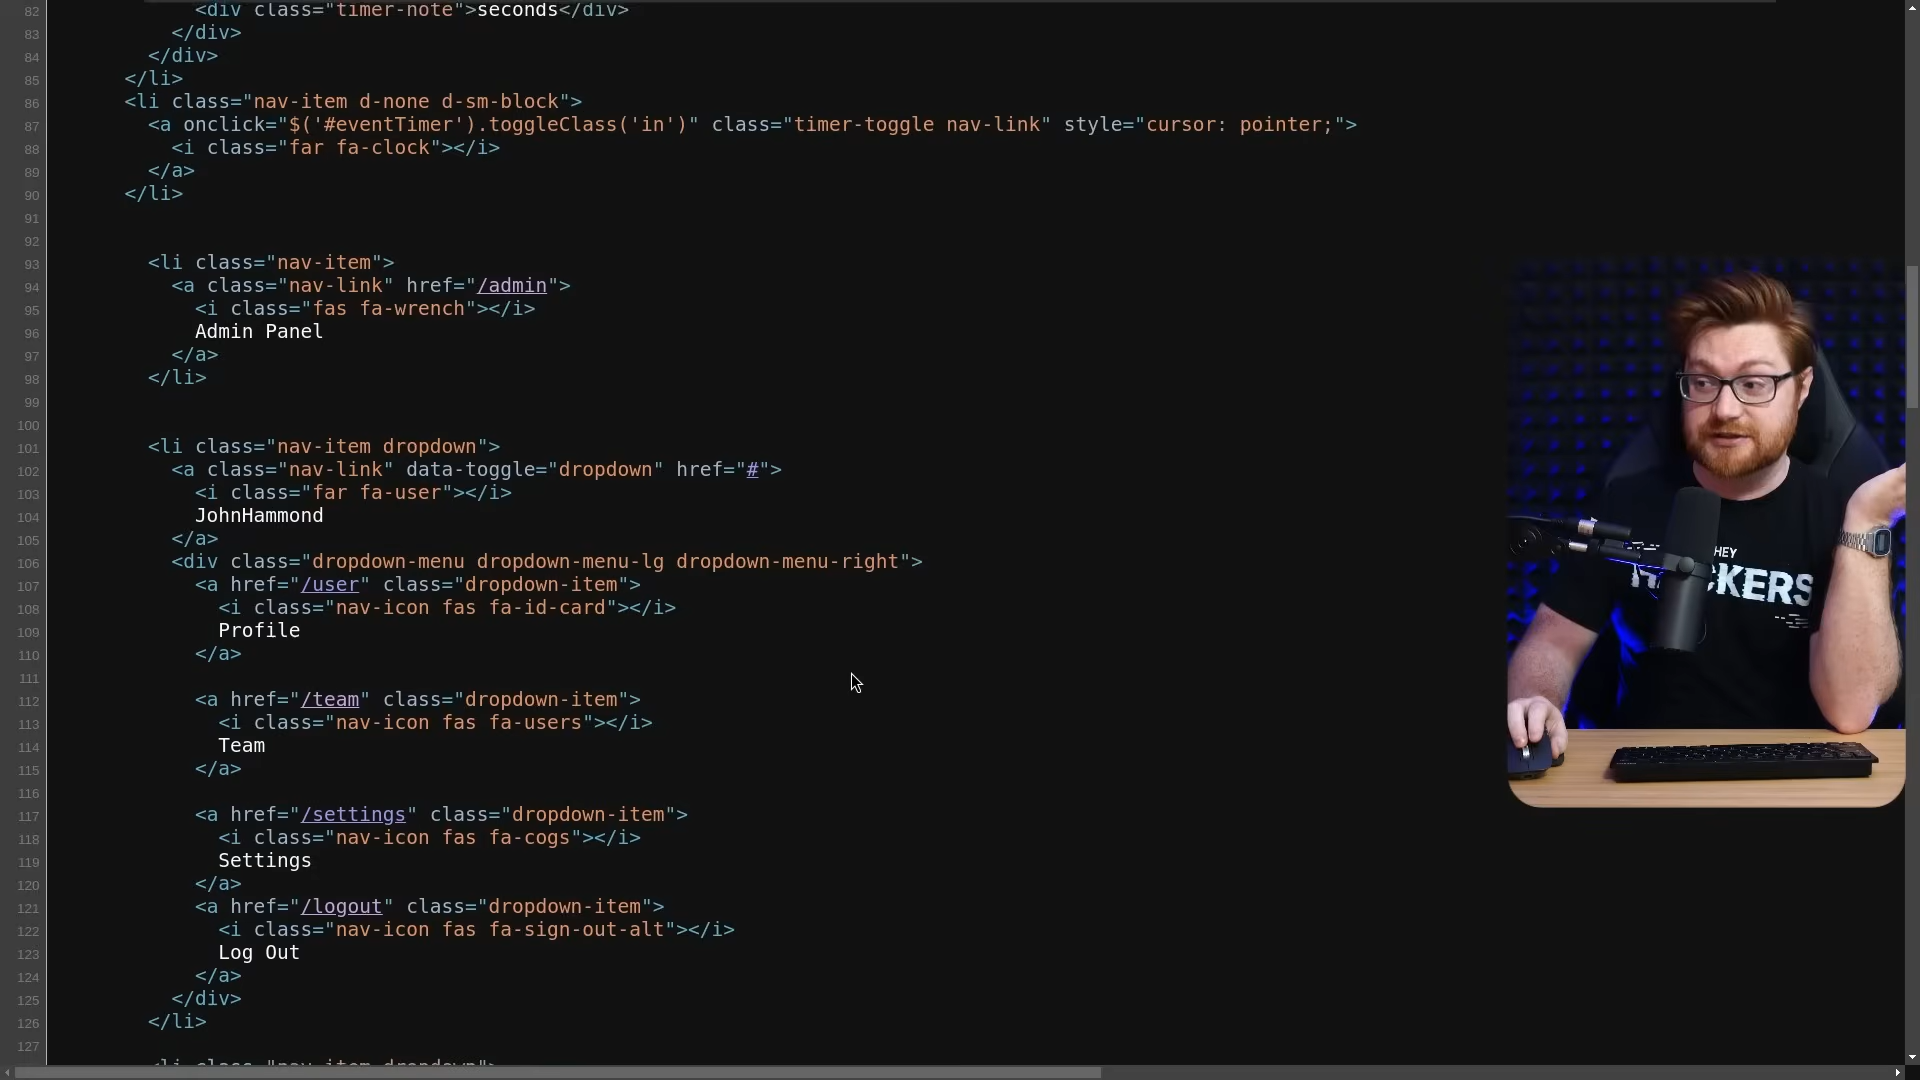 82 <div class="timer-note">seconds</div>
83 </div>
84 </div>
85 </li>
86 <li class="nav-item d-none d-sm-block">
87 <a onclick="$('#eventTimer').toggleClass('in')" class="timer-toggle nav-link" style="cursor: pointer;">
88 <i class="far fa-clock"></i>
89 </a>
90 </li>
91
92
93 <li class="nav-item">
94 <a class="nav-link" href="/admin">
95 <i class="fas fa-wrench"></i>
96 Admin Panel
97 </a>
98 </li>
99
100
101 <li class="nav-item dropdown">
102 <a class="nav-link" data-toggle="dropdown" href="#">
103 <i class="far fa-user"></i>
104 JohnHammond
105 </a>
106 <div class="dropdown-menu dropdown-menu-lg dropdown-menu-right">
107 <a href="/user" class="dropdown-item">
108 <i class="nav-icon fas fa-id-card"></i>
109 Profile
110 </a>
111
112 <a href="/team" class="dropdown-item">
113 <i class="nav-icon fas fa-users"></i>
114 Team
115 </a>
116
117 <a href="/settings" class="dropdown-item">
118 <i class="nav-icon fas fa-cogs"></i>
119 Settings
120 </a>
121 <a href="/logout" class="dropdown-item">
122 <i class="nav-icon fas fa-sign-out-alt"></i>
123 Log Out
124 </a>
125 </div>
126 </li>
127
<li class="nav-item dropdown">
HEY